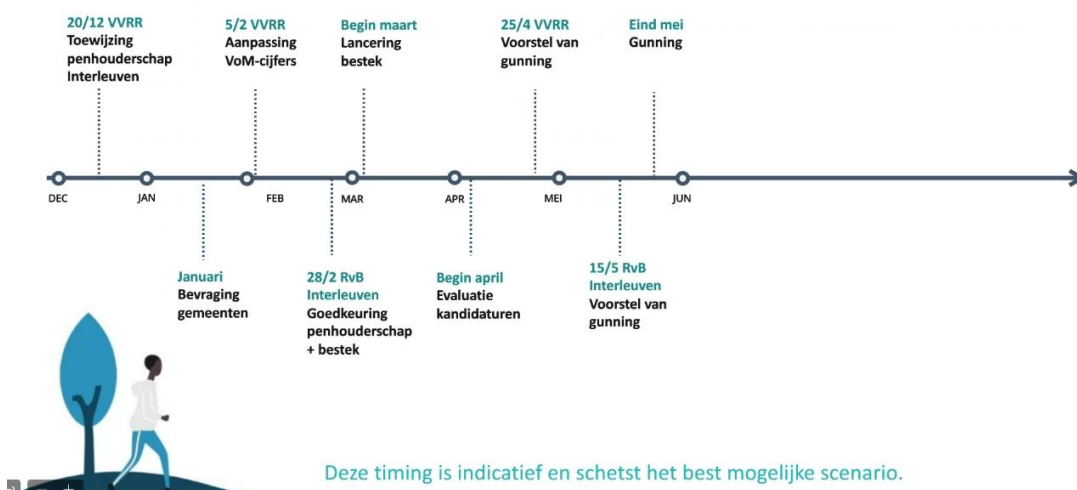 20/12 VVRR
Toewijzing
penhouderschap
Interleuven
5/2 VVRR
Aanpassing
VoM-cijfers
Begin maart
Lancering
bestek
25/4 VVRR
Voorstel van
gunning
Eind mei
Gunning
DEC
JAN
FEB
MAR
APR
MEI
JUN
Januari
Bevraging
gemeenten
28/2 RvB
Interleuven
Goedkeuring
penhouderschap
+ bestek
Begin april
Evaluatie
kandidaturen
15/5 RvB
Interleuven
Voorstel van
gunning
Deze timing is indicatief en schetst het best mogelijke scenario.